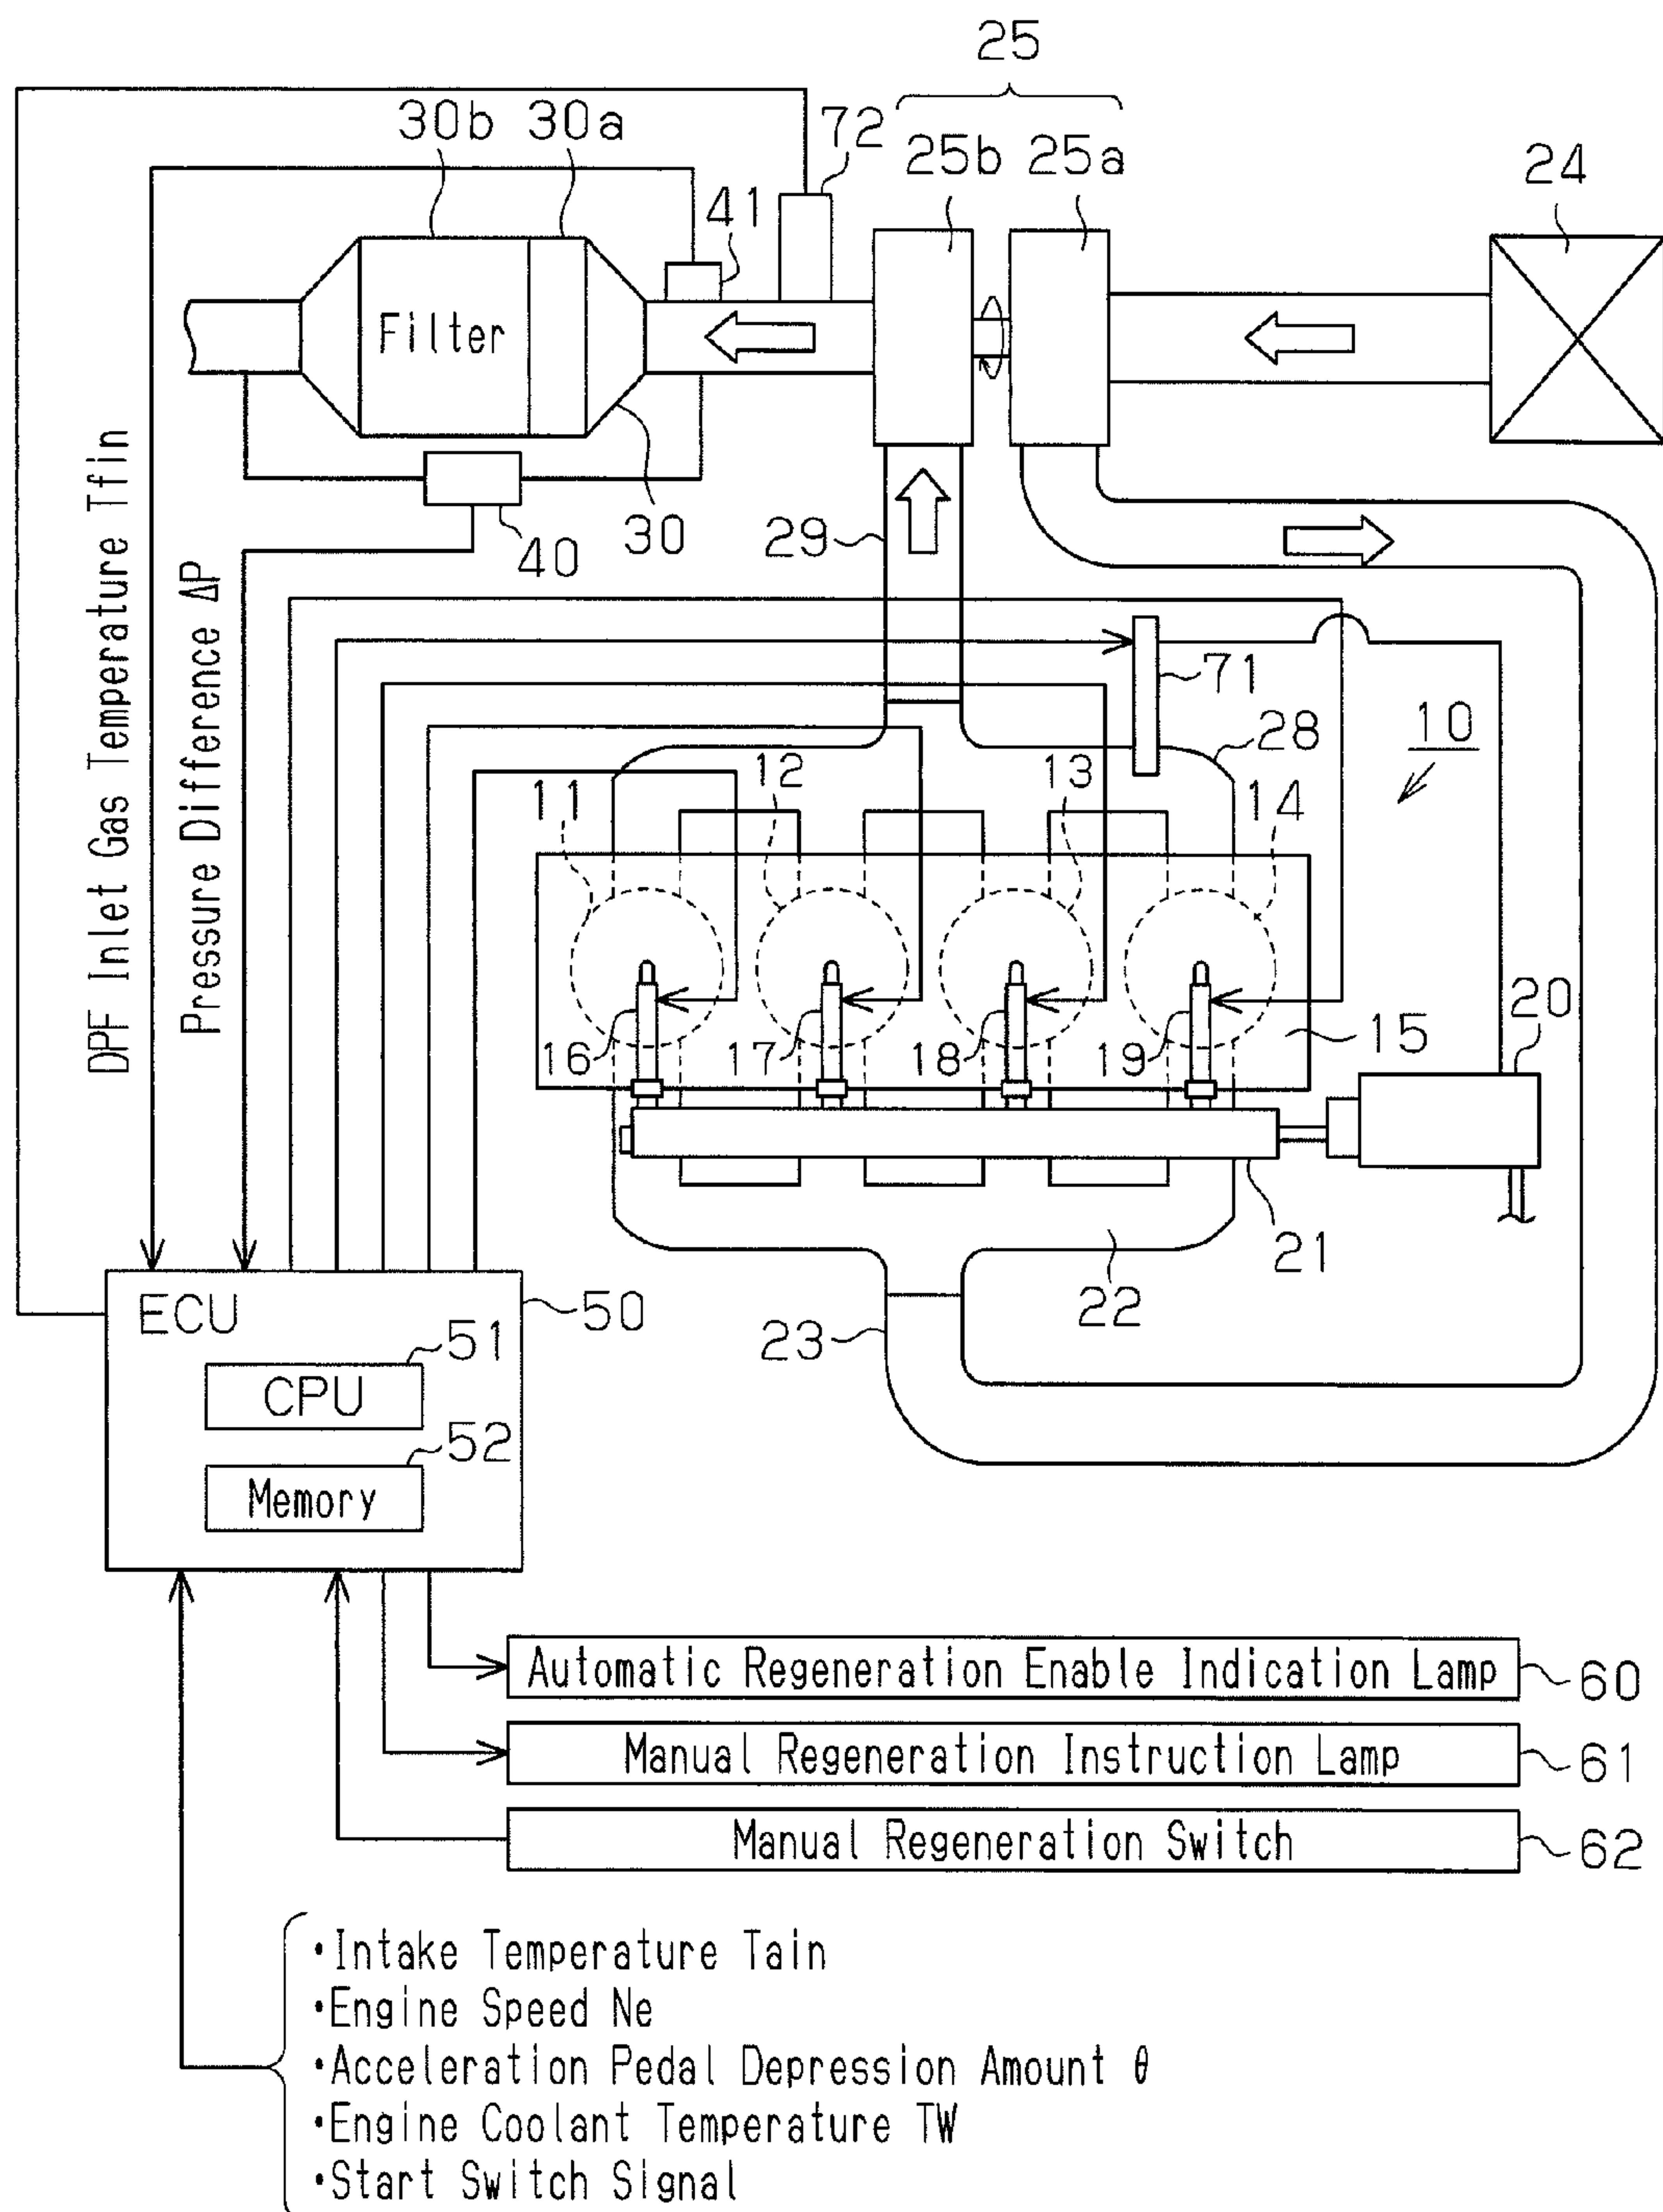 25
30b 30a
72
25b 25a
24
41
Filter
DPF Inlet Gas Temperature Tfin
Pressure Difference ΔP
40
30
29
71
10
28
11
12
13
14
16
17
18
19
15
20
21
22
23
ECU
50
51
CPU
52
Memory
Automatic Regeneration Enable Indication Lamp
60
Manual Regeneration Instruction Lamp
61
Manual Regeneration Switch
62
•Intake Temperature Tain
•Engine Speed Ne
•Acceleration Pedal Depression Amount θ
•Engine Coolant Temperature TW
•Start Switch Signal